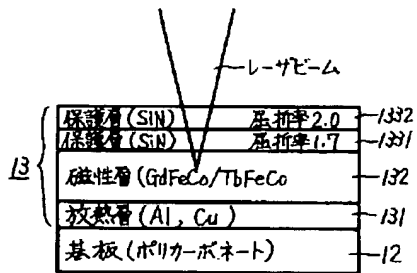 レーザビーム
保護層(SiN) 屈折率2.0 1332
保護層(SiN) 屈折率1.7 1331
13
磁性層(GdFeCo/TbFeCo 132
放熱層(Al, Cu) 131
基板(ポリカーボネート) 12